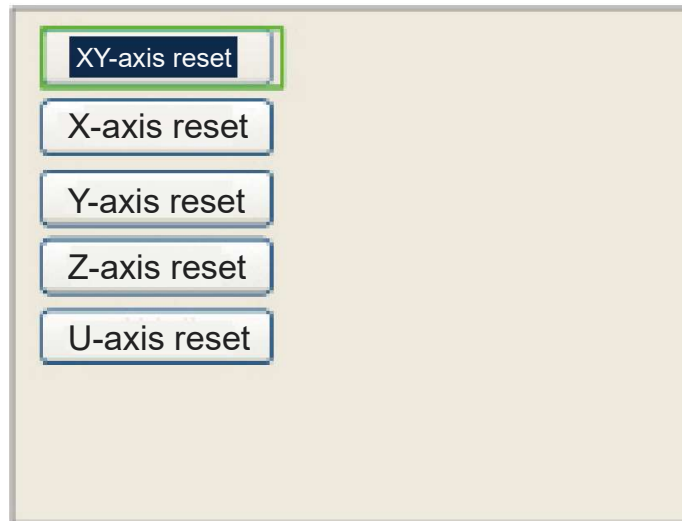 XY-axis reset
X-axis reset
Y-axis reset
Z-axis reset
U-axis reset